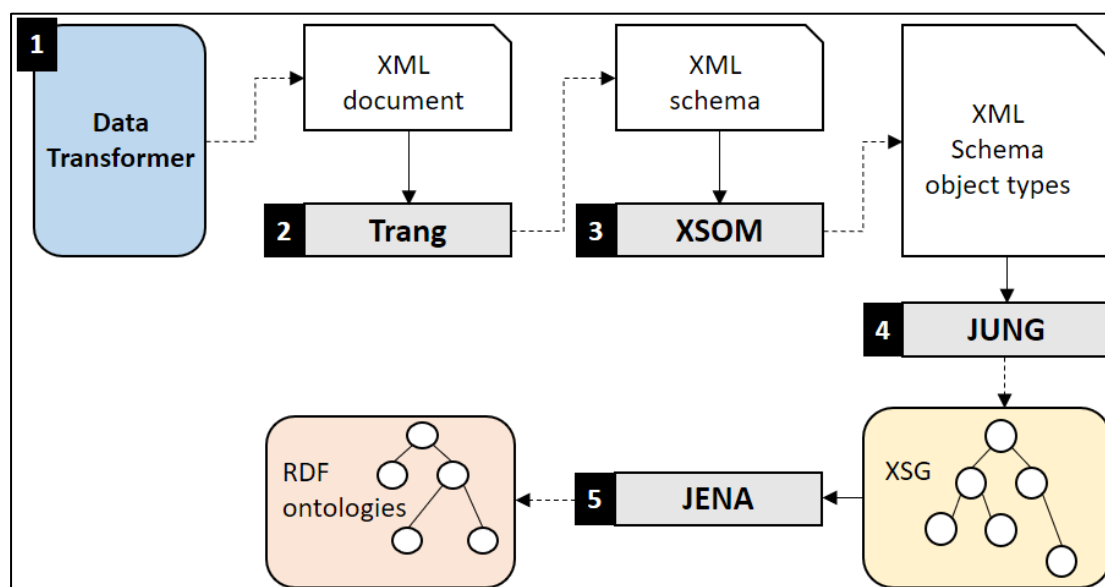 1
Data
Transformer
XML
document
XML
schema
XML
Schema
object types
2
Trang
3
XSOM
4
JUNG
RDF
ontologies
5
JENA
XSG